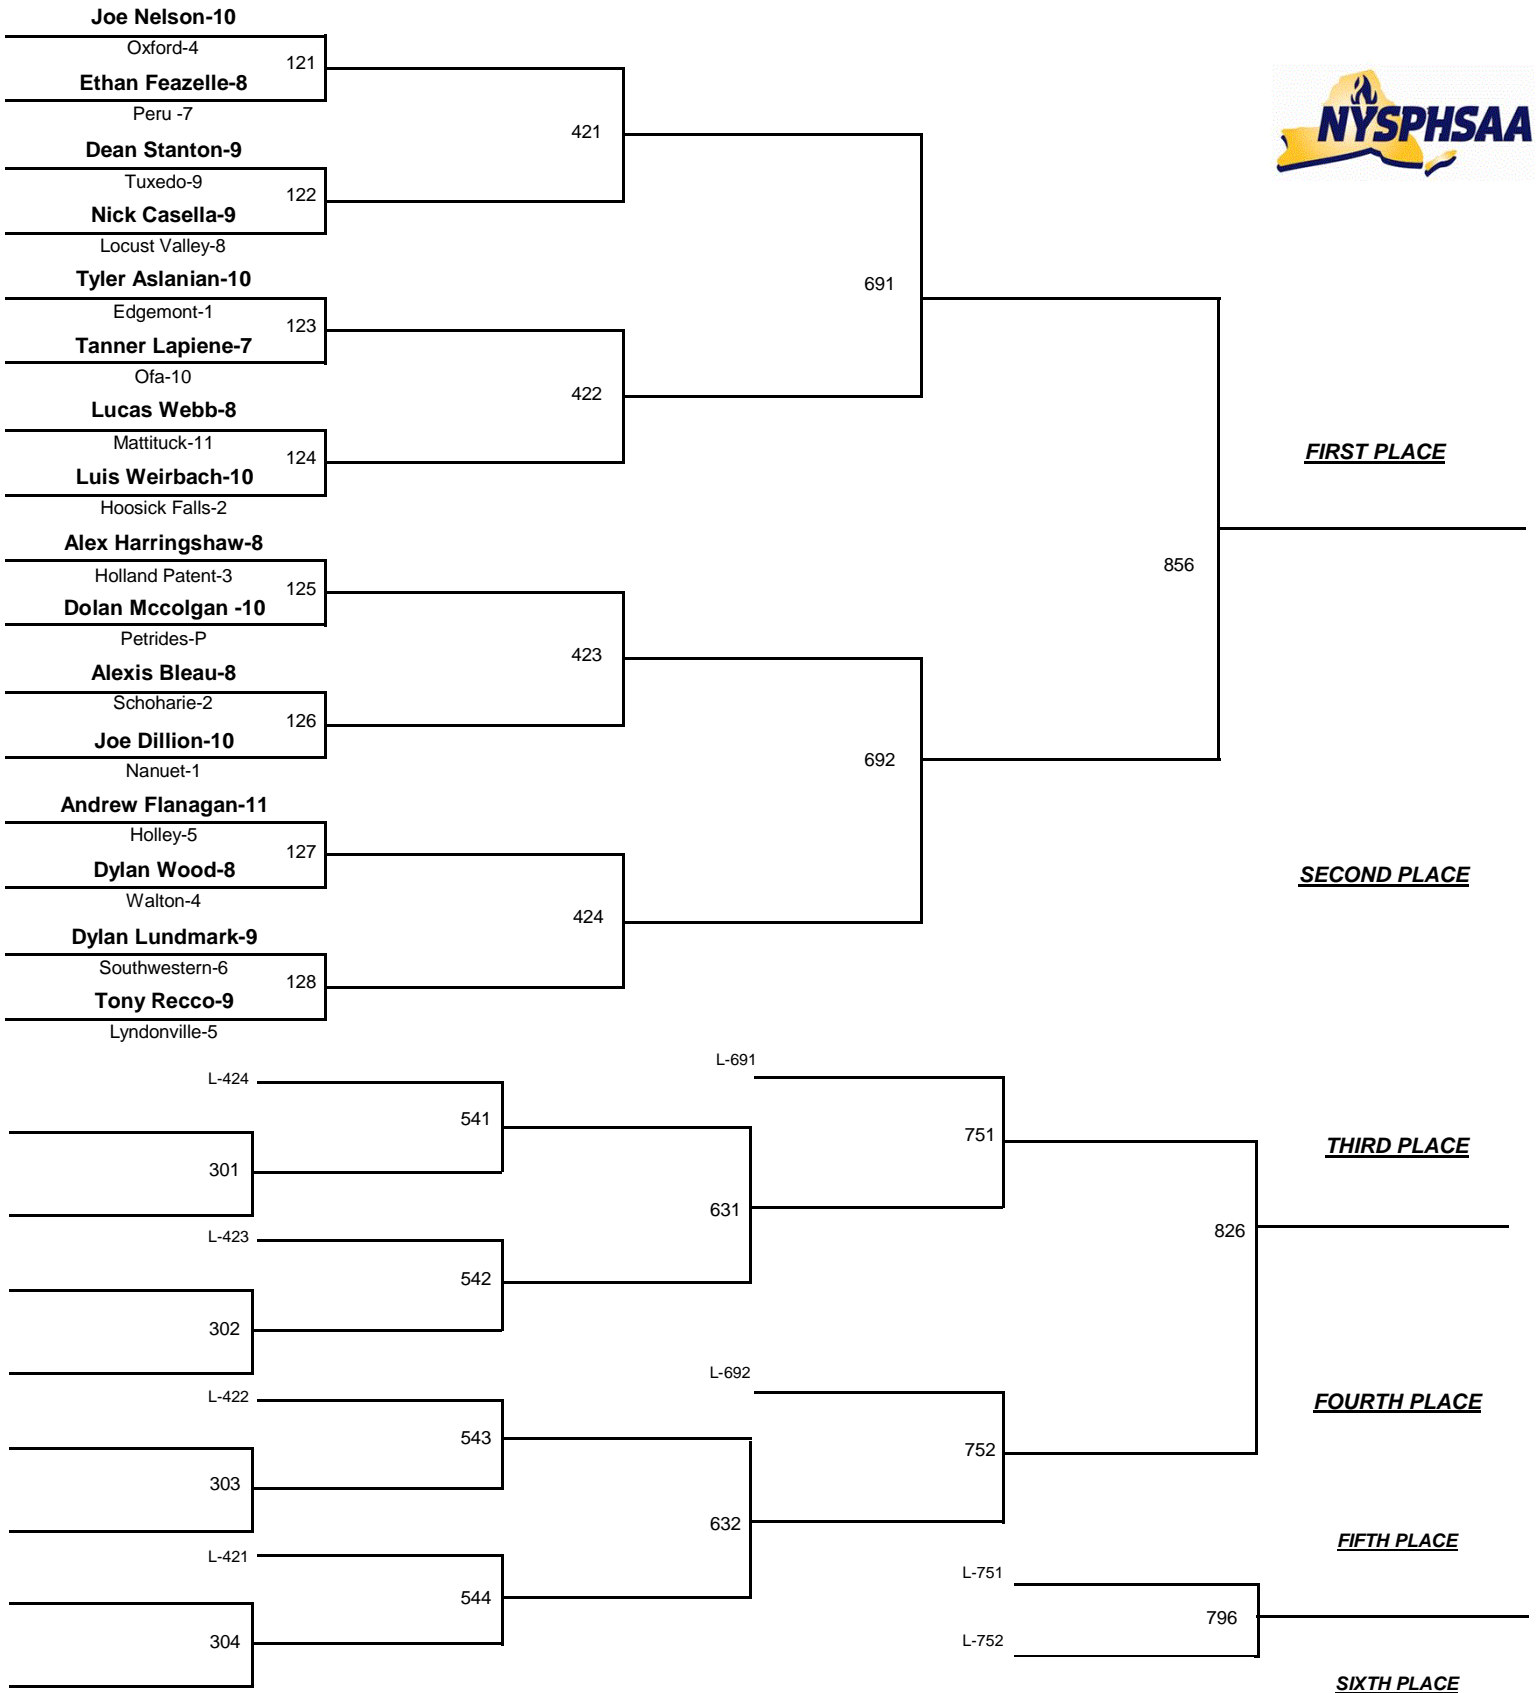 Joe Nelson-10
Oxford-4
121
Ethan Feazelle-8
Peru -7
421
NYSPHSAA
Dean Stanton-9
Tuxedo-9
122
Nick Casella-9
Locust Valley-8
Tyler Aslanian-10
691
Edgemont-1
123
Tanner Lapiene-7
Ofa-10
422
Lucas Webb-8
Mattituck-11
124
FIRST PLACE
Luis Weirbach-10
Hoosick Falls-2
Alex Harringshaw-8
856
Holland Patent-3
125
Dolan Mccolgan -10
Petrides-P
423
Alexis Bleau-8
Schoharie-2
126
Joe Dillion-10
692
Nanuet-1
Andrew Flanagan-11
Holley-5
127
Dylan Wood-8
SECOND PLACE
Walton-4
424
Dylan Lundmark-9
Southwestern-6
128
Tony Recco-9
Lyndonville-5
L-691
L-424
541
751
THIRD PLACE
301
631
826
L-423
542
302
L-692
L-422
FOURTH PLACE
543
752
303
632
FIFTH PLACE
L-421
L-751
544
796
304
L-752
SIXTH PLACE